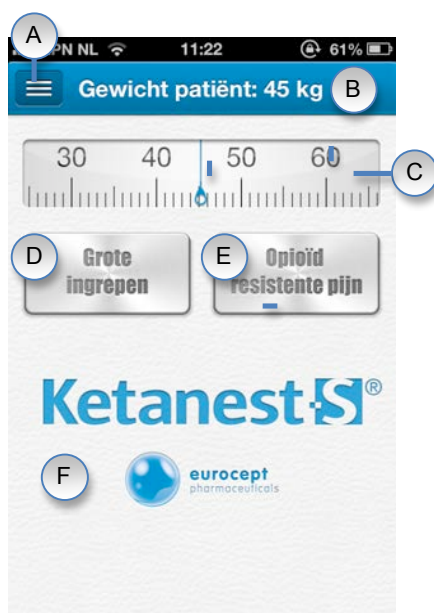 A
PN NL 11:22 61%
Gewicht patiënt: 45 kg B
30 40 50 60
C
D E
Grote
ingrepen
Opioïd
resistente pijn
Ketanest-S®
F
eurocept
pharmaceuticals